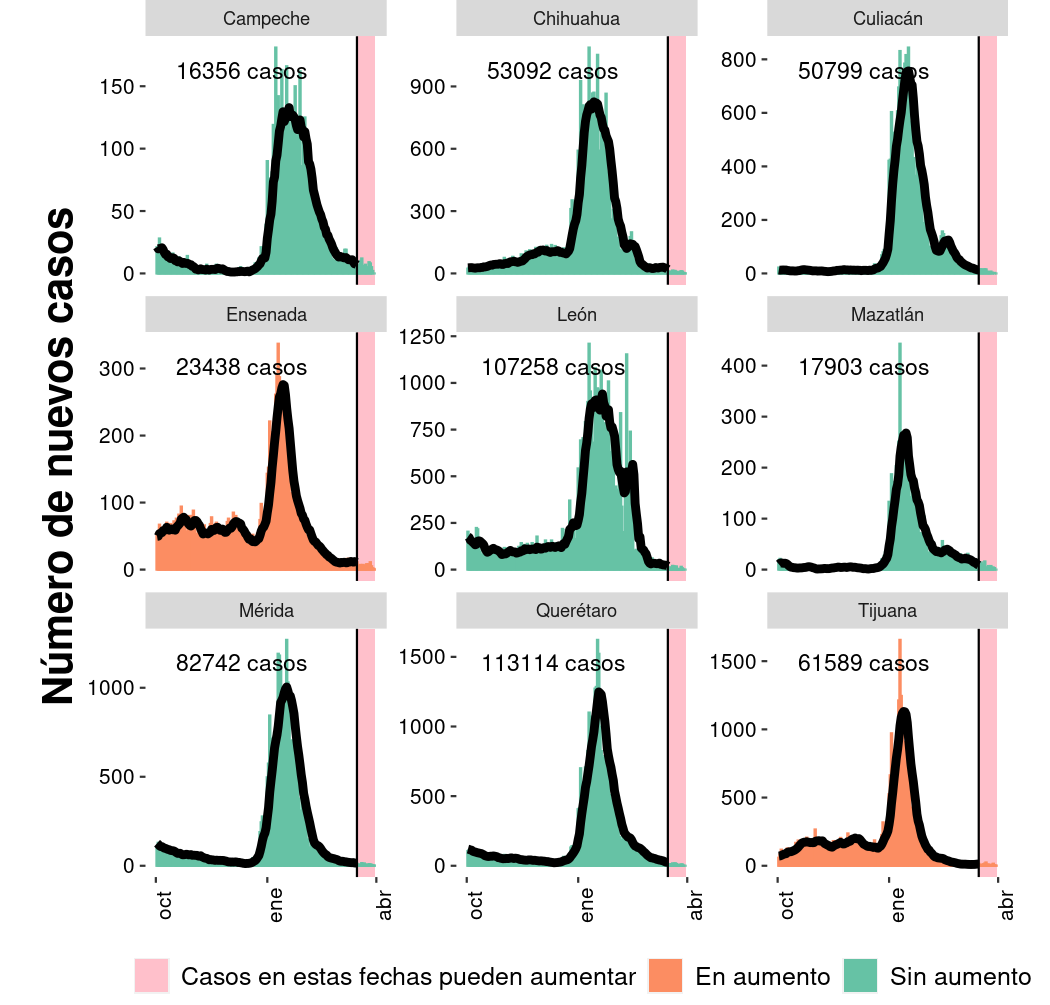 Número de nuevos casos
Campeche
Chihuahua
Culiacán
16356 casos
53092 casos
50799 casos
150
100
50
0
900
600
300
0
800
600
400
200
0
Ensenada
León
Mazatlán
23438 casos
107258 casos
17903 casos
300
200
100
0
1250
1000
750
500
250
0
400
300
200
100
0
Mérida
Querétaro
Tijuana
82742 casos
113114 casos
61589 casos
1000
500
0
1500
1000
500
0
1500
1000
500
0
oct
ene
abr
oct
ene
abr
oct
ene
abr
Casos en estas fechas pueden aumentar
En aumento
Sin aumento